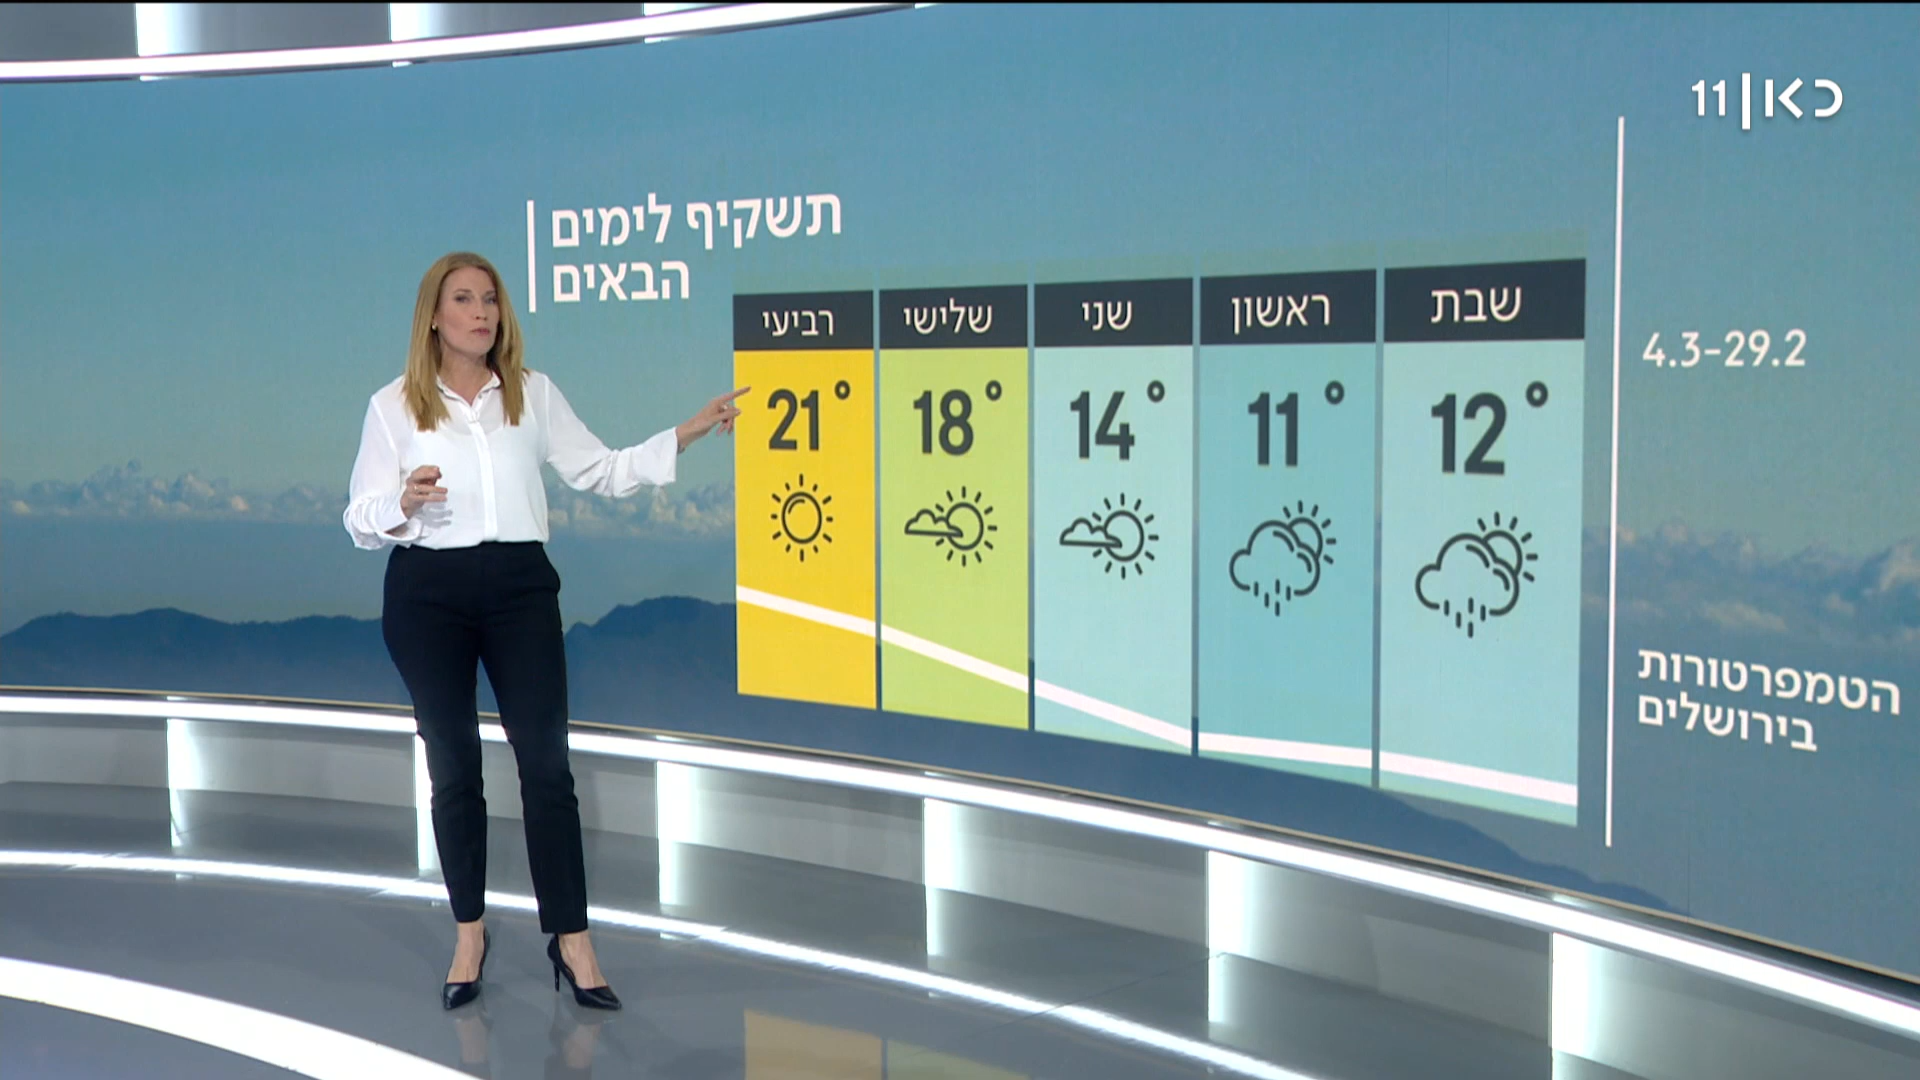 כאן 11
תשקיף לימים
הבאים
שבת
ראשון
שני
שלישי
רביעי
12°
11°
14°
18°
21°
4.3-29.2
הטמפרטורות
בירושלים